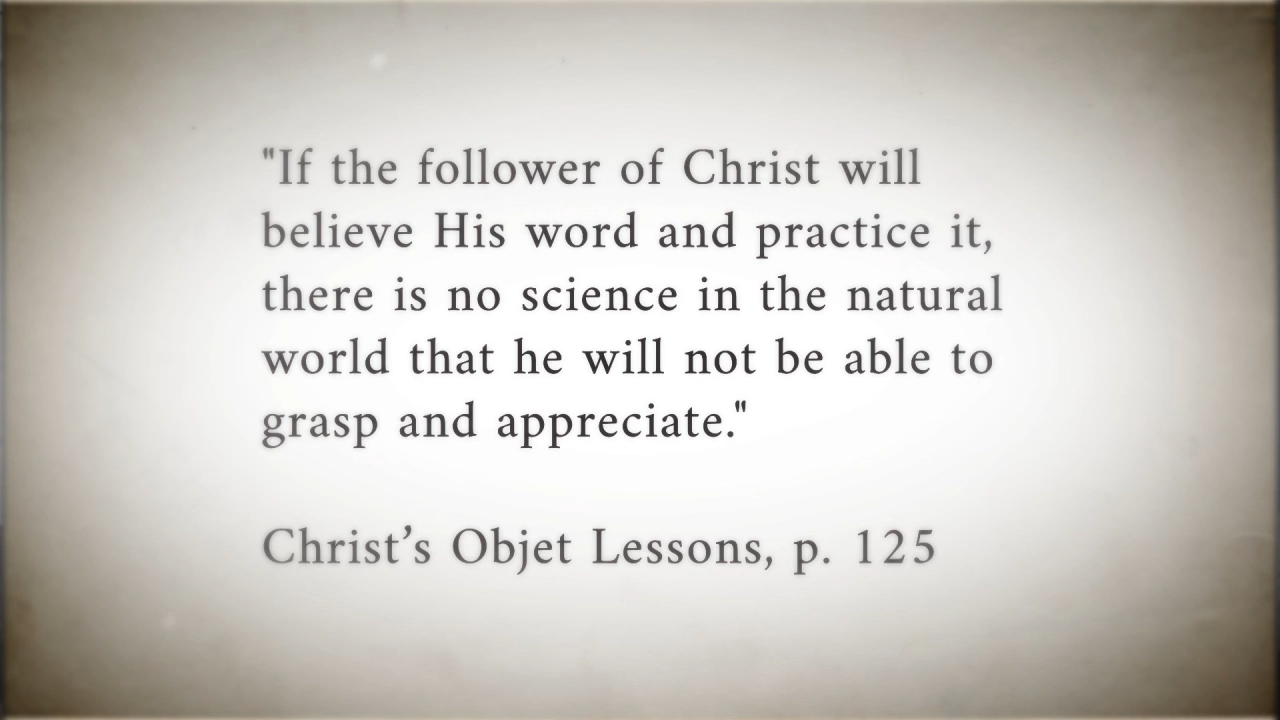 "If the follower of Christ will
believe His word and practice it,
there is no science in the natural
world that he will not be able to
grasp and appreciate."
Christ’s Objet Lessons, p. 125